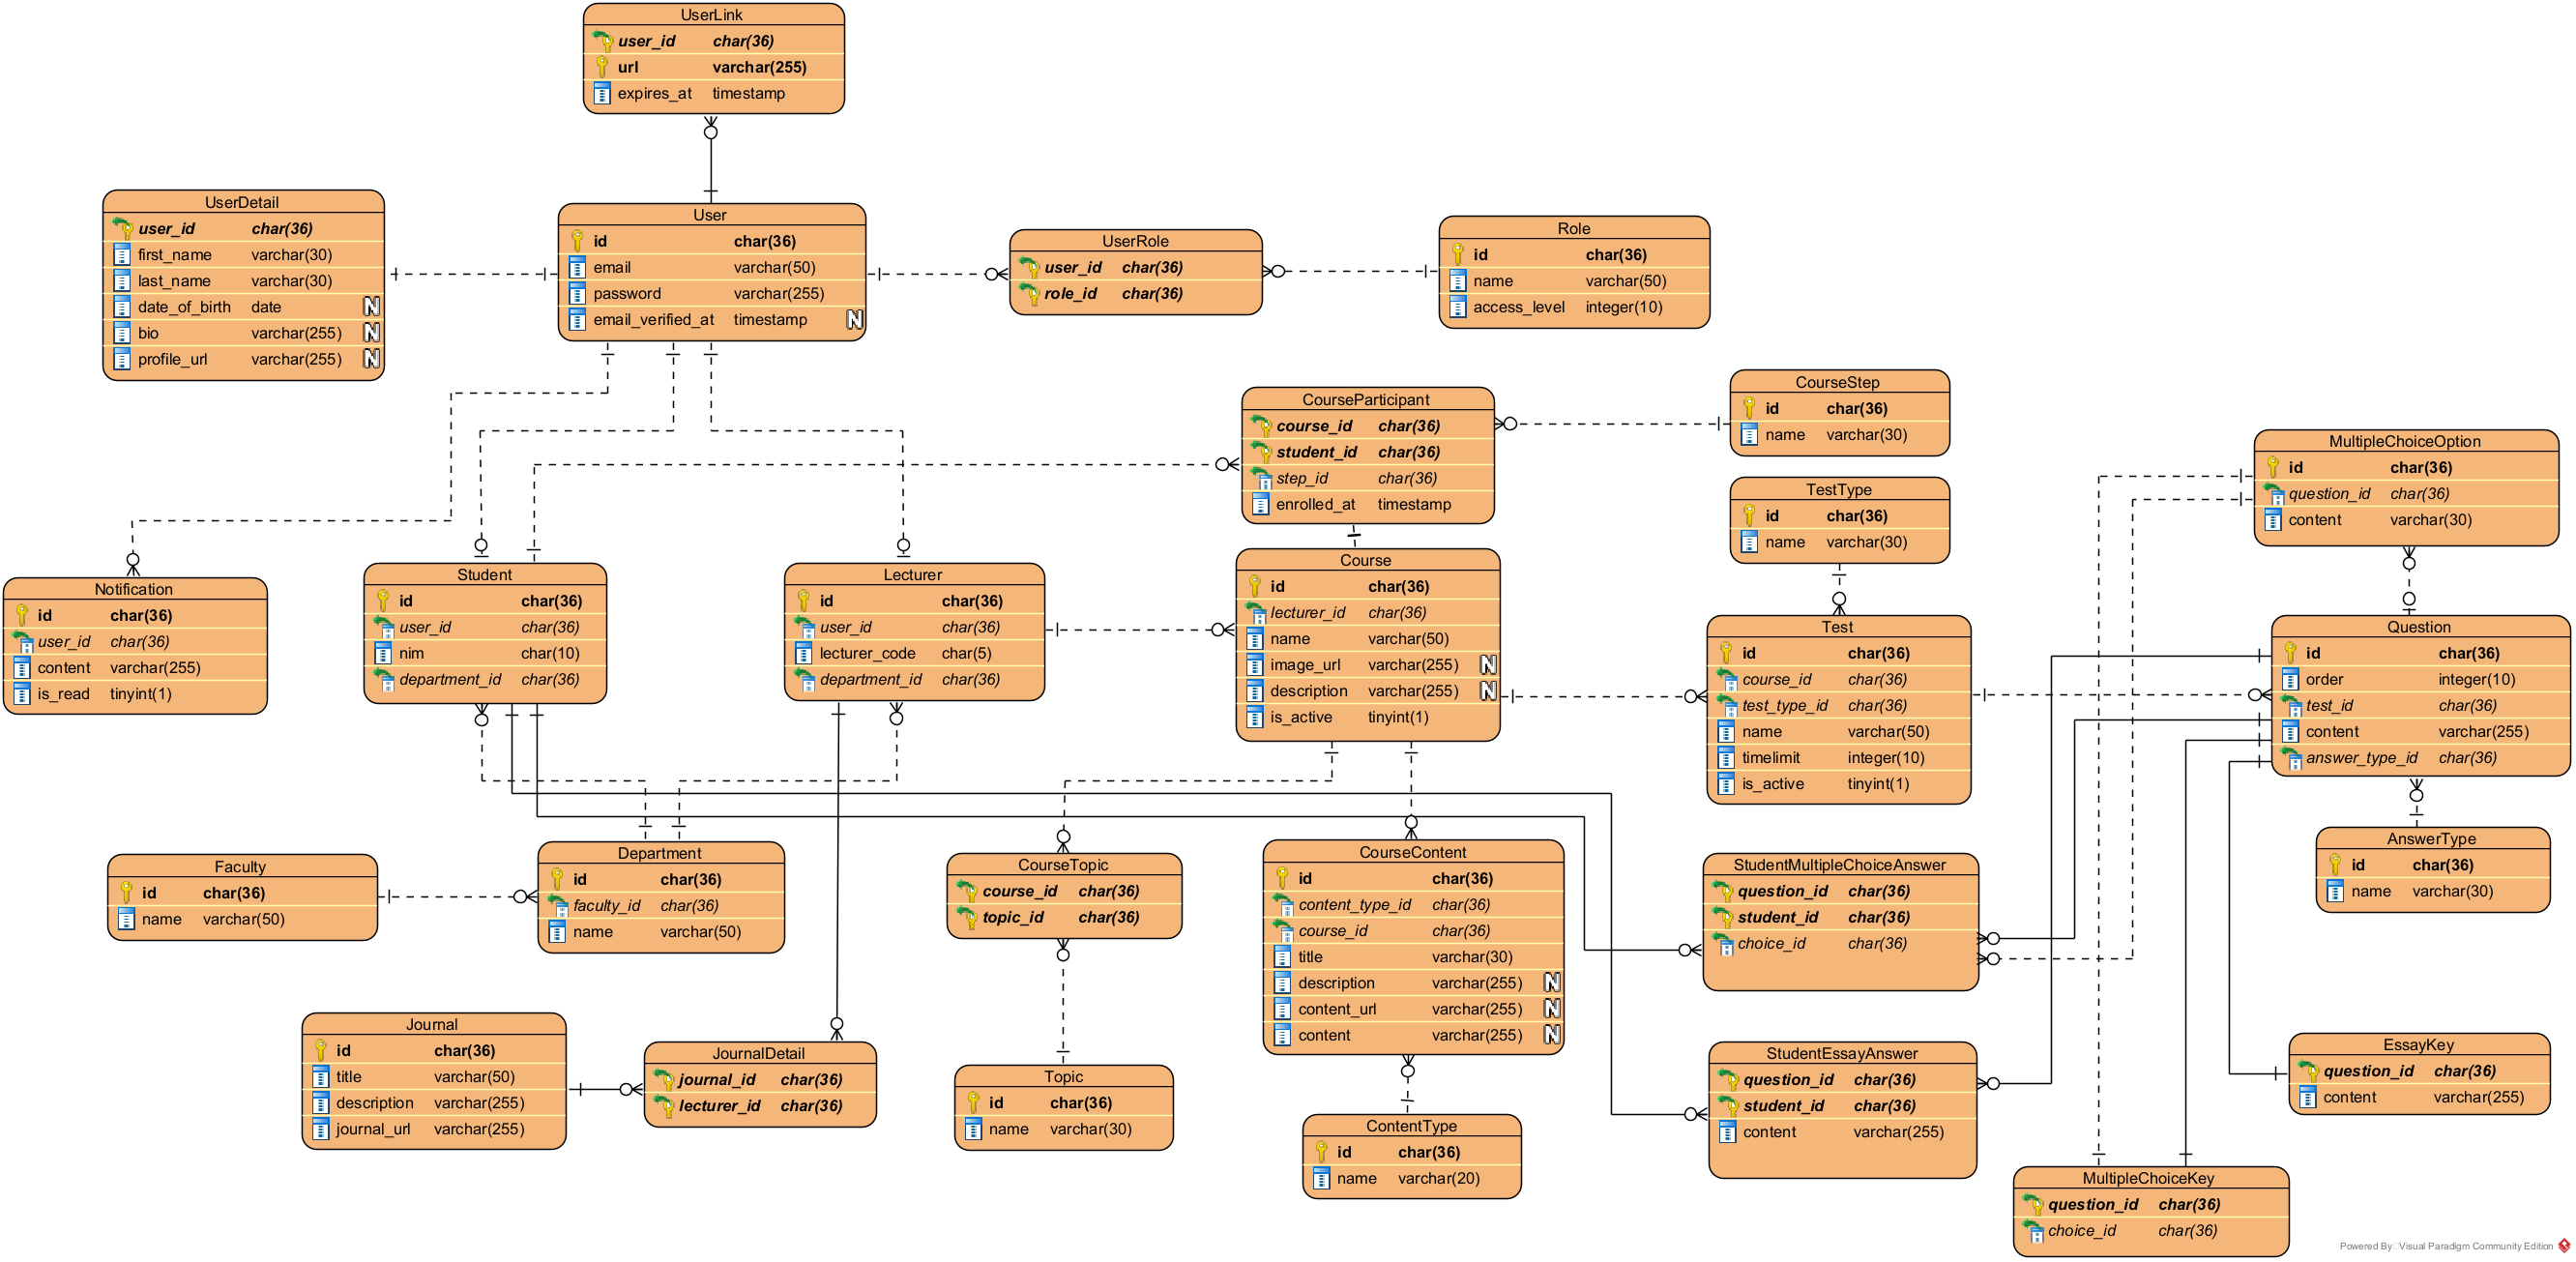 UserLink
user_id char(36)
url varchar(255)
expires_at timestamp
UserDetail
user_id char(36)
first_name varchar(30)
last_name varchar(30)
date_of_birth date N
bio varchar(255) N
profile_url varchar(255) N
User
id char(36)
email varchar(50)
password varchar(255)
email_verified_at timestamp N
UserRole
user_id char(36)
role_id char(36)
Role
id char(36)
name varchar(50)
access_level integer(10)
CourseParticipant
course_id char(36)
student_id char(36)
step_id char(36)
enrolled_at timestamp
CourseStep
id char(36)
name varchar(30)
TestType
id char(36)
name varchar(30)
MultipleChoiceOption
id char(36)
question_id char(36)
content varchar(30)
Notification
id char(36)
user_id char(36)
content varchar(255)
is_read tinyint(1)
Student
id char(36)
user_id char(36)
nim char(10)
department_id char(36)
Lecturer
id char(36)
user_id char(36)
lecturer_code char(5)
department_id char(36)
Course
id char(36)
lecturer_id char(36)
name varchar(50)
image_url varchar(255) N
description varchar(255) N
is_active tinyint(1)
Test
id char(36)
course_id char(36)
test_type_id char(36)
name varchar(50)
timelimit integer(10)
is_active tinyint(1)
Question
id char(36)
order integer(10)
test_id char(36)
content varchar(255)
answer_type_id char(36)
Faculty
id char(36)
name varchar(50)
Department
id char(36)
faculty_id char(36)
name varchar(50)
CourseTopic
course_id char(36)
topic_id char(36)
CourseContent
id char(36)
content_type_id char(36)
course_id char(36)
title varchar(30)
description varchar(255) N
content_url varchar(255) N
content varchar(255) N
StudentMultipleChoiceAnswer
question_id char(36)
student_id char(36)
choice_id char(36)
AnswerType
id char(36)
name varchar(30)
Journal
id char(36)
title varchar(50)
description varchar(255)
journal_url varchar(255)
JournalDetail
journal_id char(36)
lecturer_id char(36)
Topic
id char(36)
name varchar(30)
ContentType
id char(36)
name varchar(20)
StudentEssayAnswer
question_id char(36)
student_id char(36)
content varchar(255)
EssayKey
question_id char(36)
content varchar(255)
MultipleChoiceKey
question_id char(36)
choice_id char(36)
Powered By Visual Paradigm Community Edition